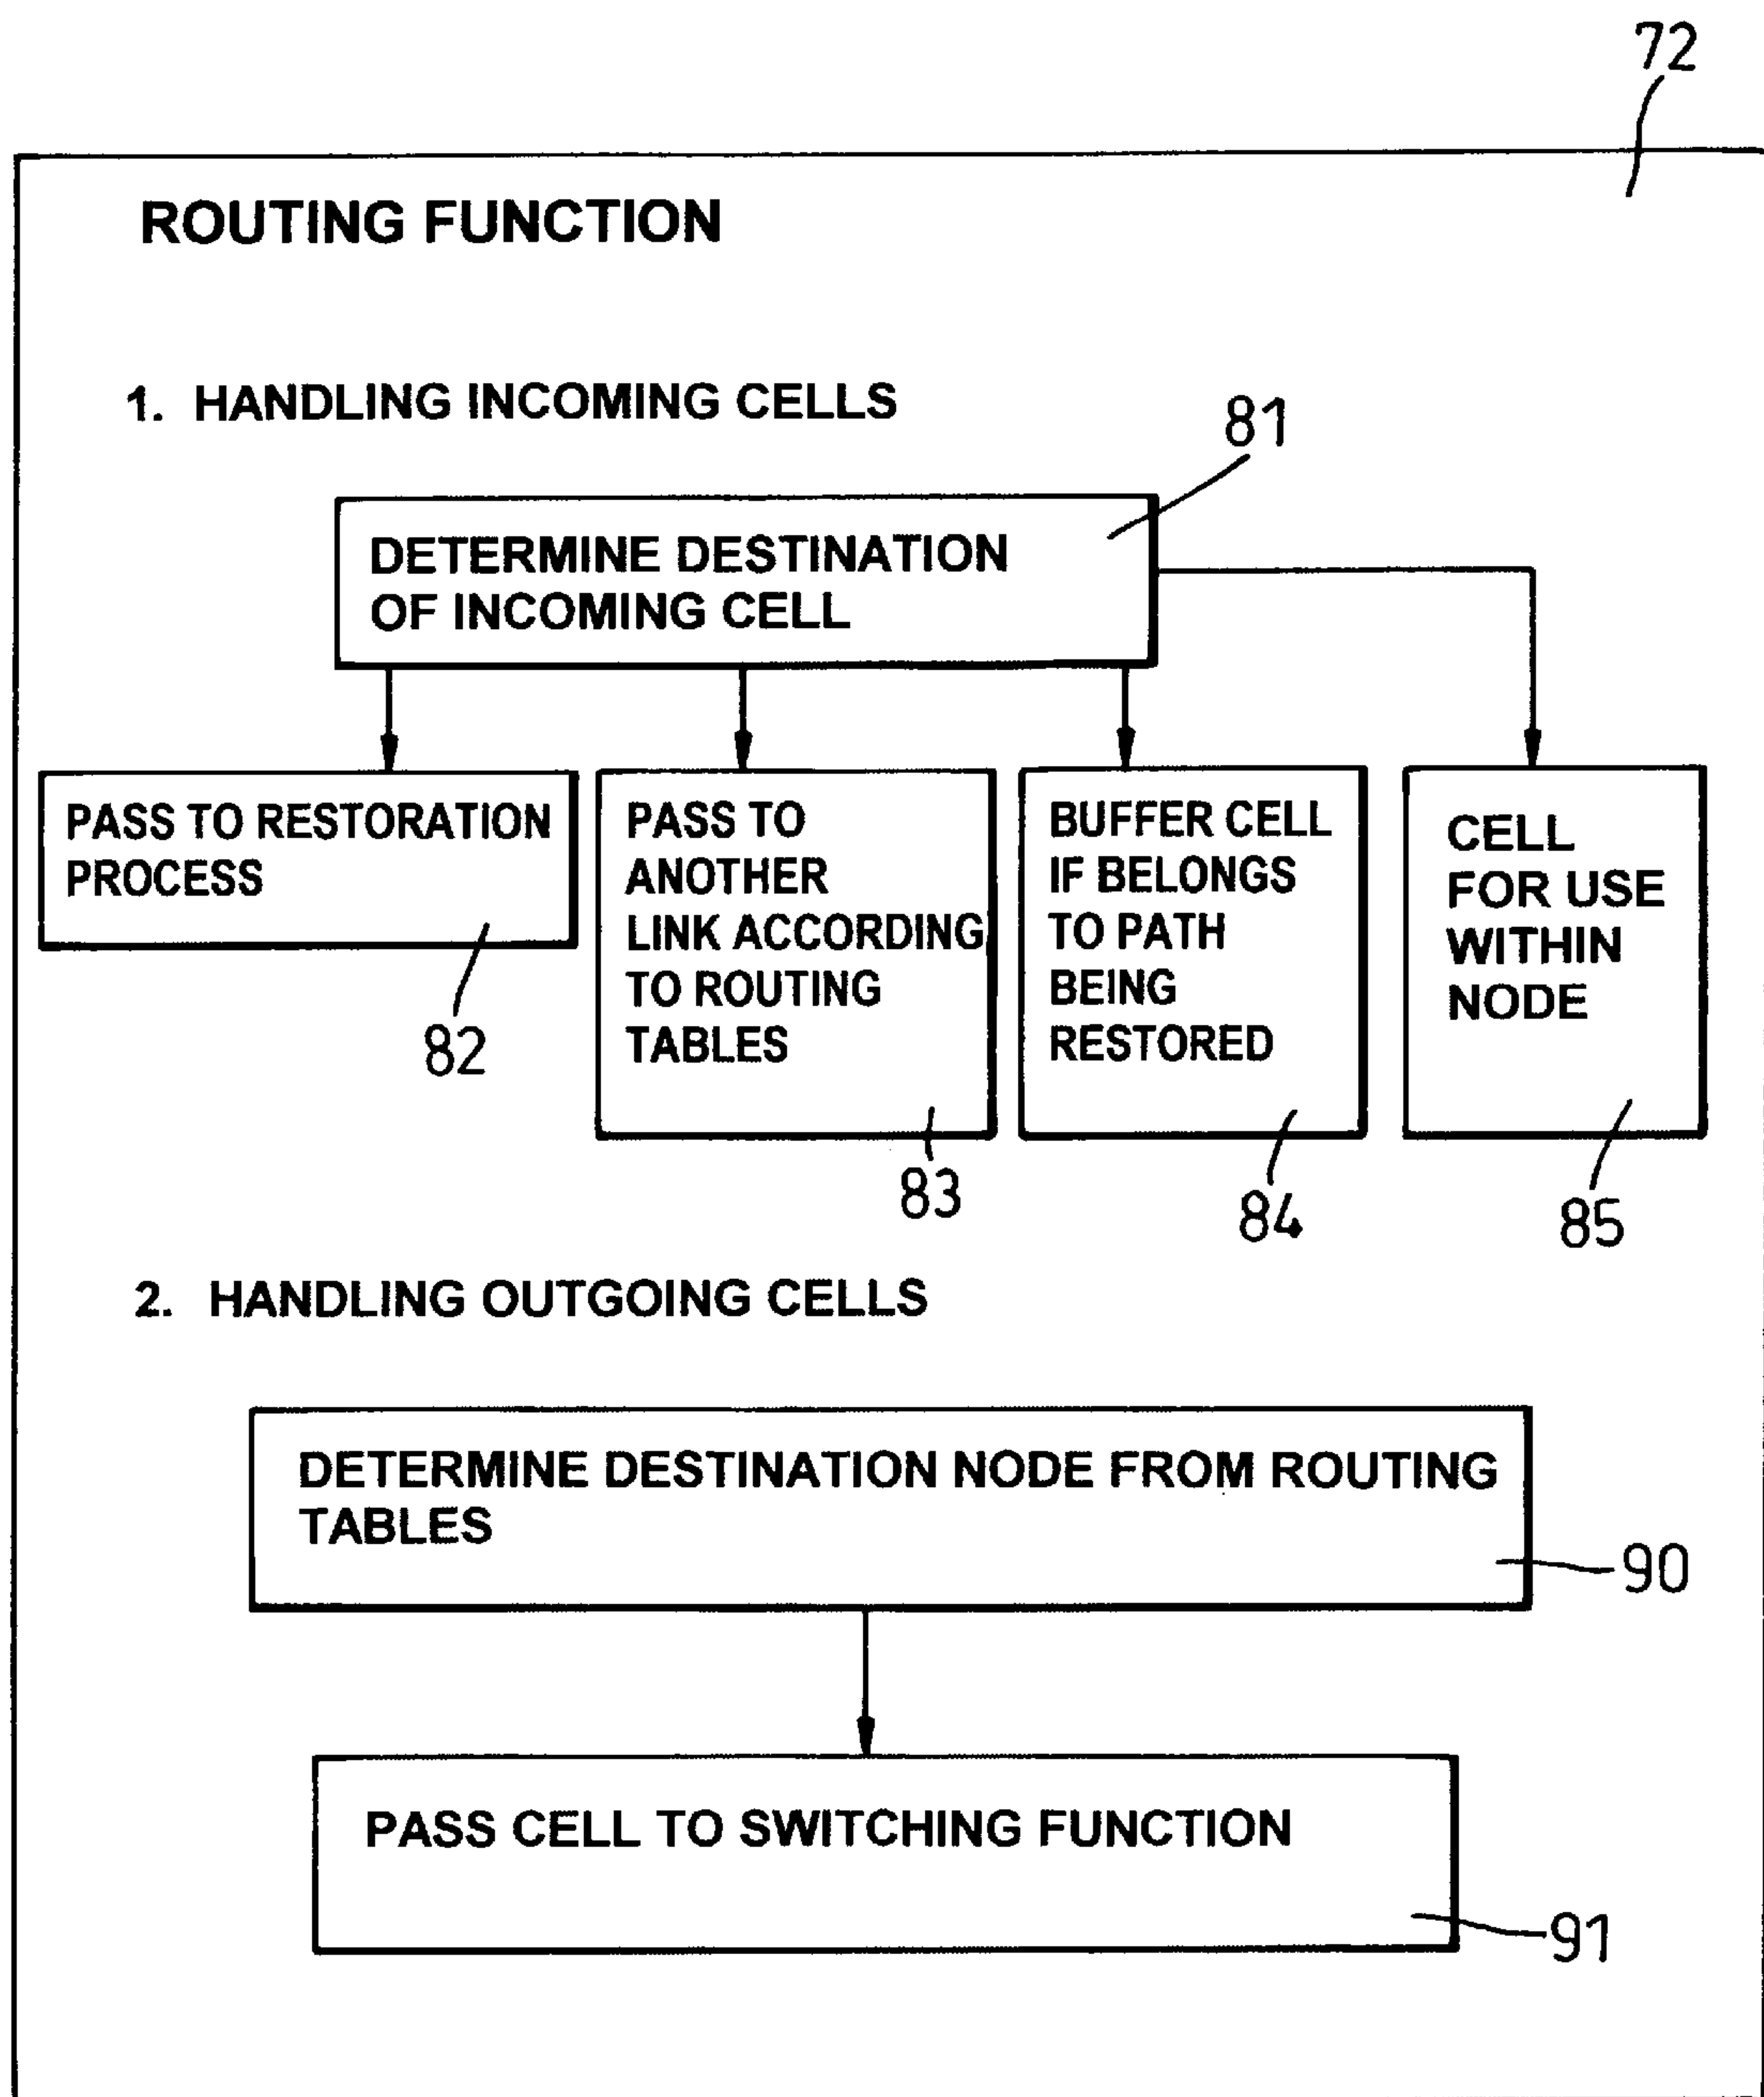 72
ROUTING FUNCTION
1. HANDLING INCOMING CELLS
81
DETERMINE DESTINATION
OF INCOMING CELL
PASS TO RESTORATION
PROCESS
82
PASS TO
ANOTHER
LINK ACCORDING
TO ROUTING
TABLES
83
BUFFER CELL
IF BELONGS
TO PATH
BEING
RESTORED
84
CELL
FOR USE
WITHIN
NODE
85
2. HANDLING OUTGOING CELLS
DETERMINE DESTINATION NODE FROM ROUTING
TABLES
90
PASS CELL TO SWITCHING FUNCTION
91